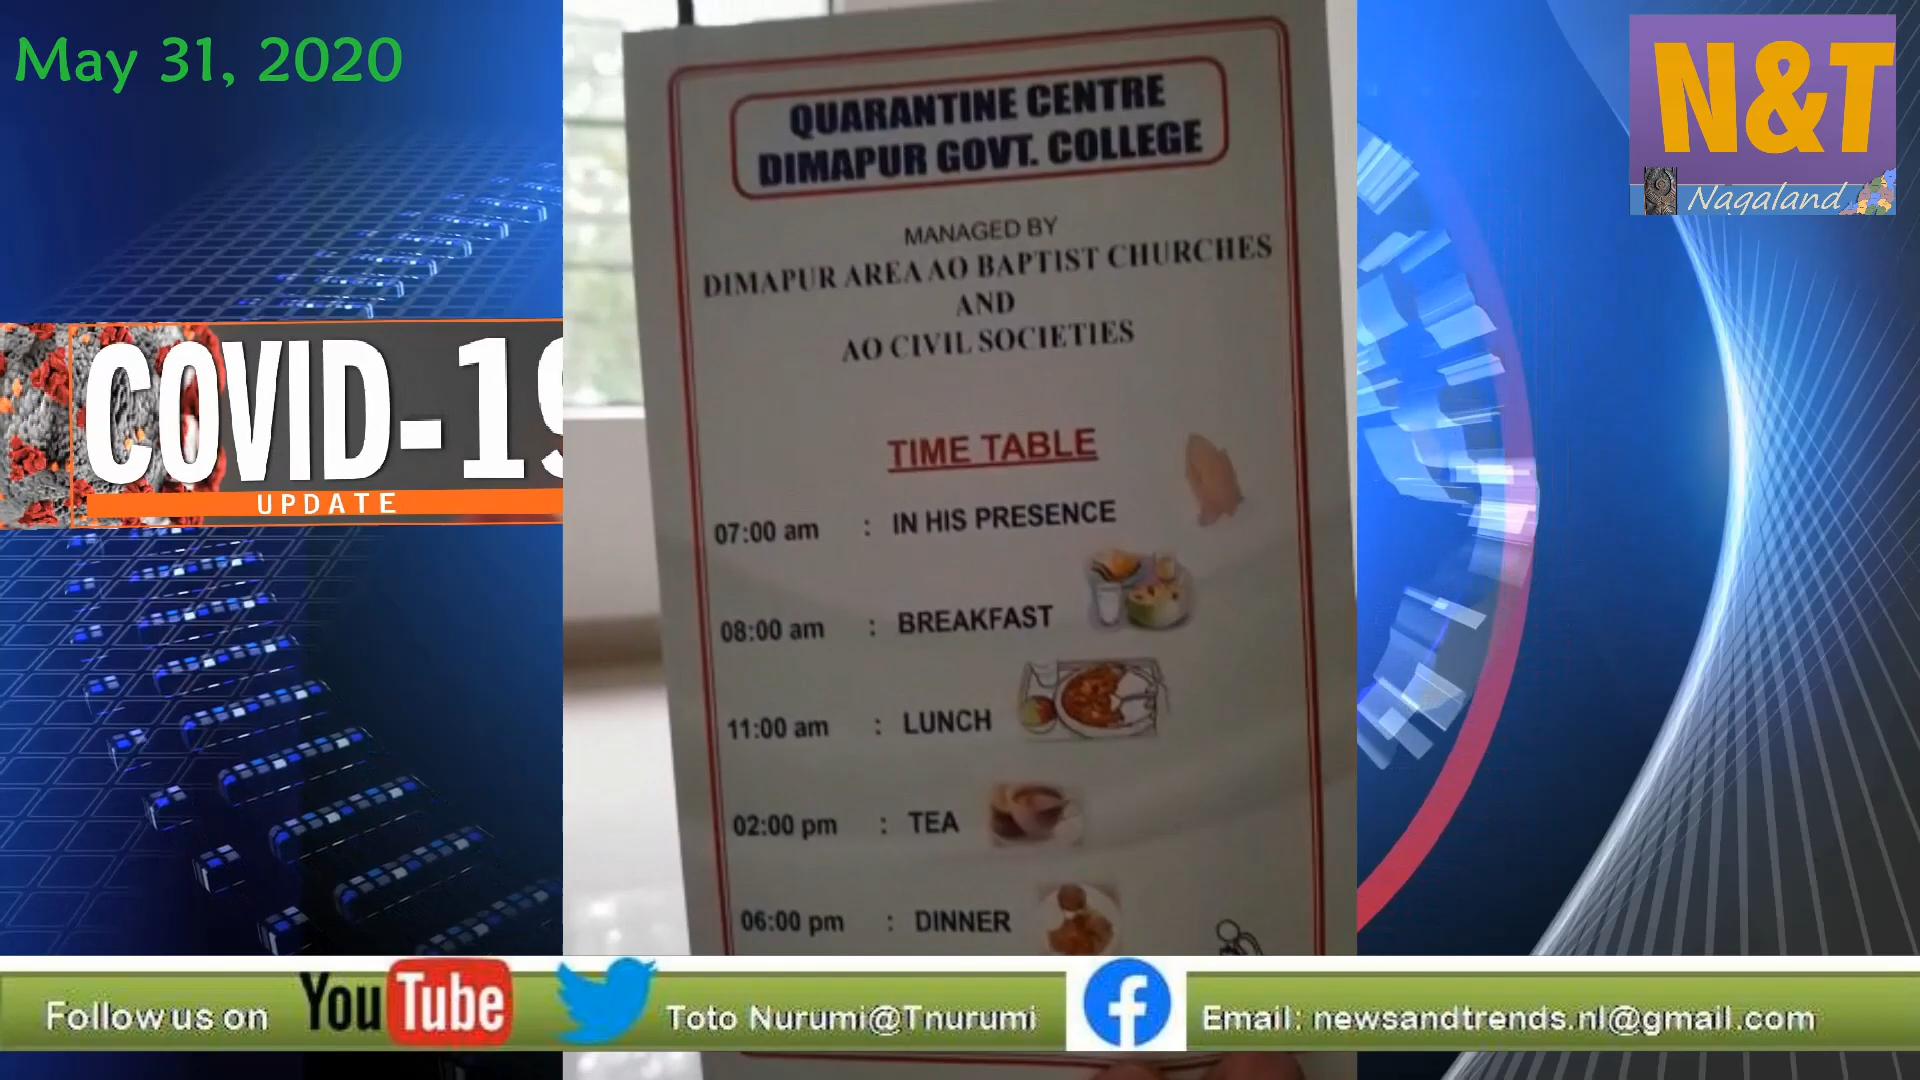 May 31, 2020
N&T
Nagaland
COVID-19
UPDATE
QUARANTINE CENTRE
DIMAPUR GOVT. COLLEGE
MANAGED BY
DIMAPUR AREA AO BAPTIST CHURCHES
AND
AO CIVIL SOCIETIES
TIME TABLE
07:00 am : IN HIS PRESENCE
08:00 am : BREAKFAST
11:00 am : LUNCH
02:00 pm : TEA
06:00 pm : DINNER
Follow us on YouTube Toto Nurumi@Tnurumi Email: newsandtrends.nl@gmail.com